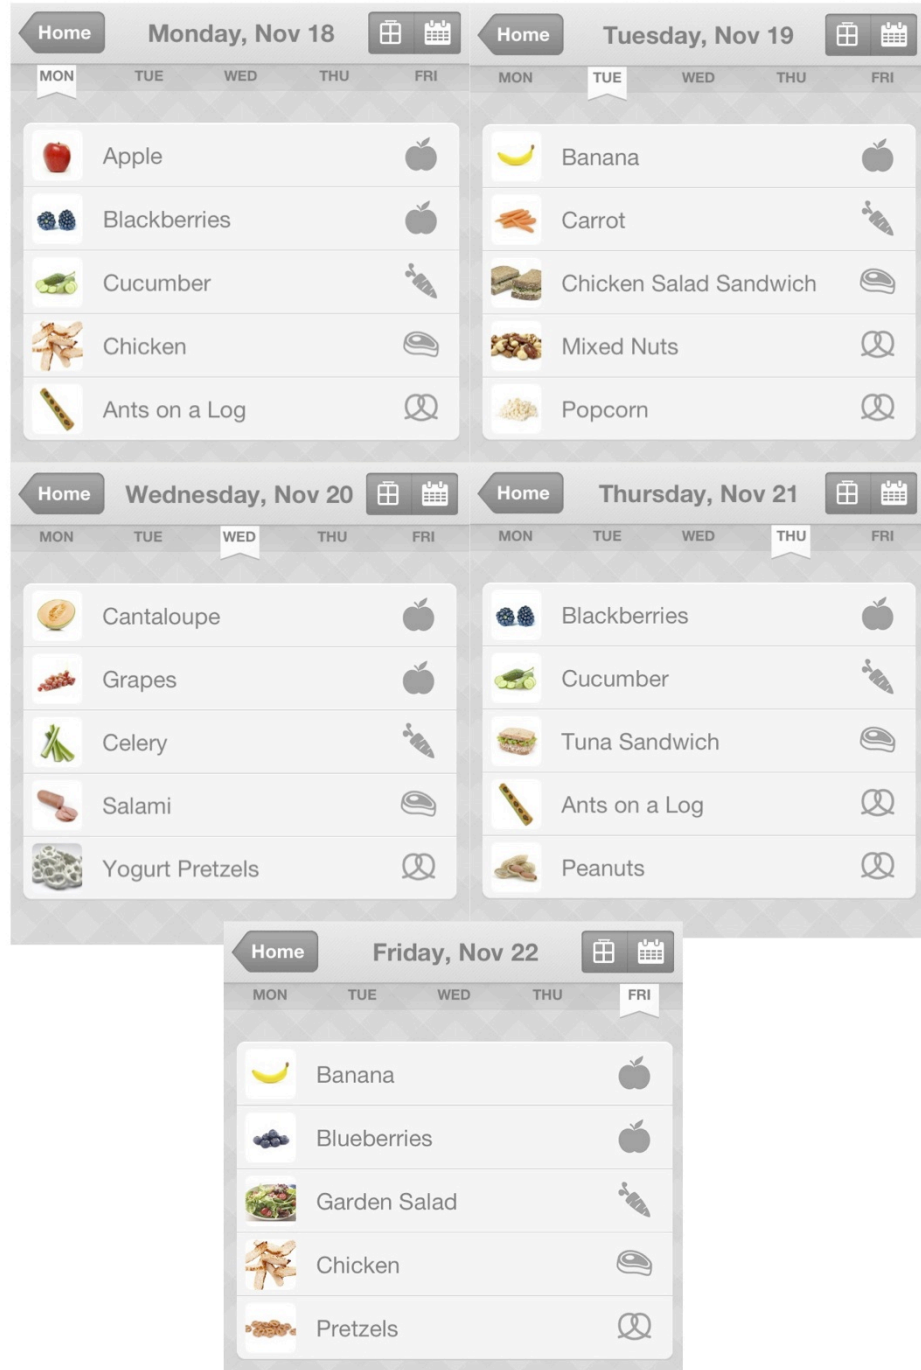 Home Monday, Nov 18
MON TUE WED THU FRI
Apple
Blackberries
Cucumber
Chicken
Ants on a Log
Home Tuesday, Nov 19
MON TUE WED THU FRI
Banana
Carrot
Chicken Salad Sandwich
Mixed Nuts
Popcorn
Home Wednesday, Nov 20
MON TUE WED THU FRI
Cantaloupe
Grapes
Celery
Salami
Yogurt Pretzels
Home Thursday, Nov 21
MON TUE WED THU FRI
Blackberries
Cucumber
Tuna Sandwich
Ants on a Log
Peanuts
Home Friday, Nov 22
MON TUE WED THU FRI
Banana
Blueberries
Garden Salad
Chicken
Pretzels